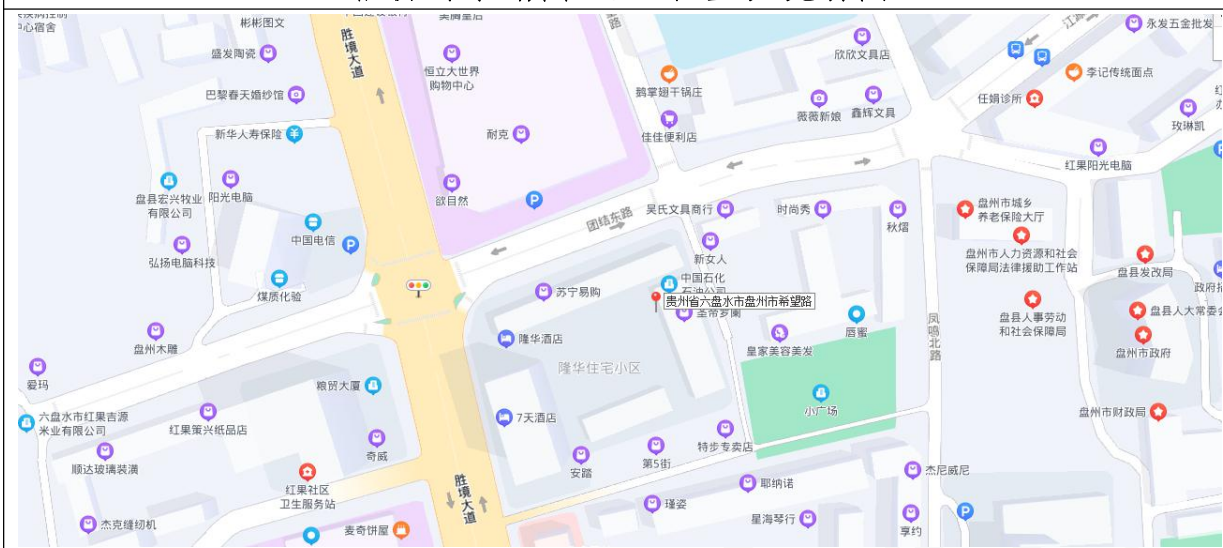 中心宿舍
彬彬图文
盛发陶瓷
胜境大道
恒立大世界
购物中心
欣欣文具店
永发五金批发
李记传统面点
任娟诊所
巴黎春天婚纱馆
鹅掌翅干锅庄
薇薇新娘
鑫辉文具
玫琳凯
新华人寿保险
耐克
佳佳便利店
红果阳光电脑
盘县宏兴牧业
有限公司
阳光电脑
欲目然
P
吴氏文具商行
时尚秀
秋熠
盘州市城乡
养老保险大厅
团结东路
中国电信
P
弘扬电脑科技
新女人
盘州市人力资源和社会
保障局法律援助工作站
盘县发改局
煤质化验
苏宁易购
中国石化
贵州省六盘水市盘州市希望路
圣帝罗阑
唇蜜
凤鸣北路
盘县人事劳动
和社会保障局
盘县人大常委会
盘州木雕
隆华酒店
皇家美容美发
盘州市政府
爱玛
粮贸大厦
隆华住宅小区
六盘水市红果吉源
米业有限公司
红果策兴纸品店
7天酒店
小广场
盘州市财政局
顺达玻璃装潢
奇威
安踏
第5街
特步专卖店
红果社区
卫生服务站
胜境大道
耶纳诺
杰尼威尼
杰克缝纫机
麦奇饼屋
瑾姿
星海琴行
享约
P